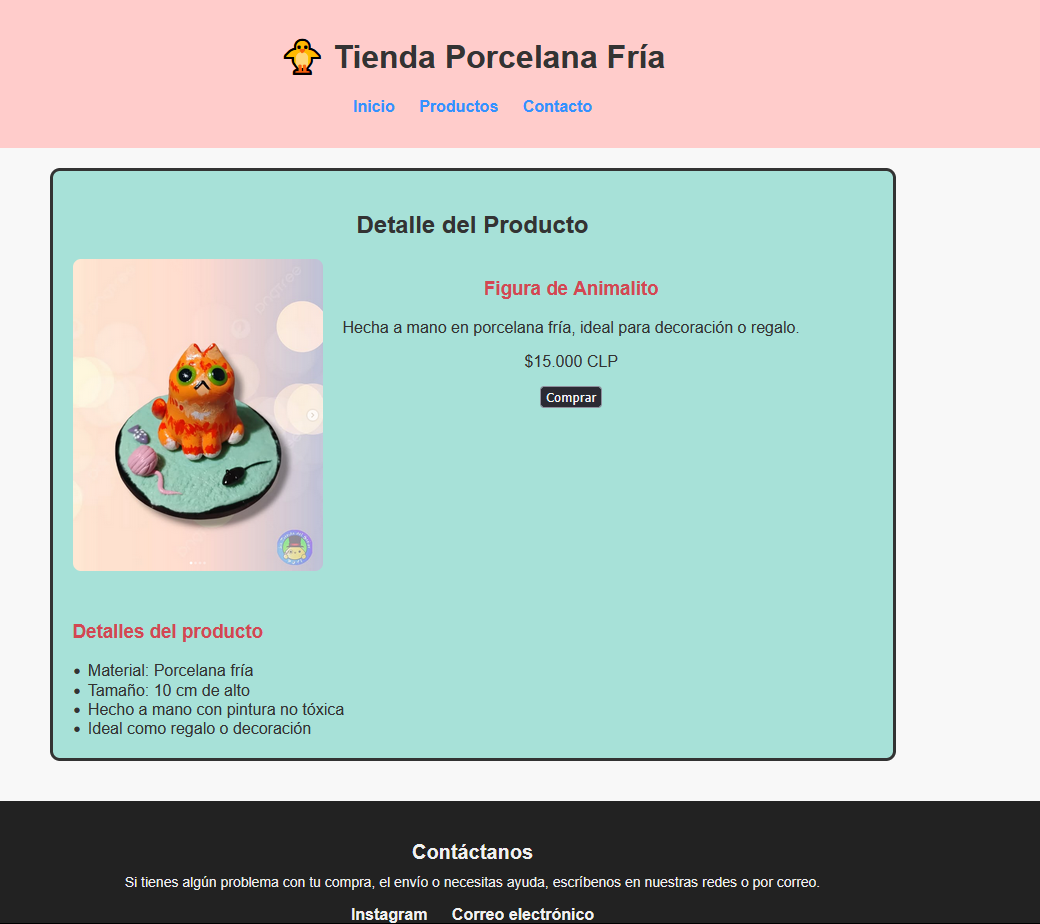 Tienda Porcelana Fría
Inicio Productos Contacto
Detalle del Producto
Figura de Animalito
Hecha a mano en porcelana fría, ideal para decoración o regalo.
$15.000 CLP
Comprar
Detalles del producto
Material: Porcelana fría
Tamaño: 10 cm de alto
Hecho a mano con pintura no tóxica
Ideal como regalo o decoración
Contáctanos
Si tienes algún problema con tu compra, el envío o necesitas ayuda, escríbenos en nuestras redes o por correo.
Instagram Correo electrónico